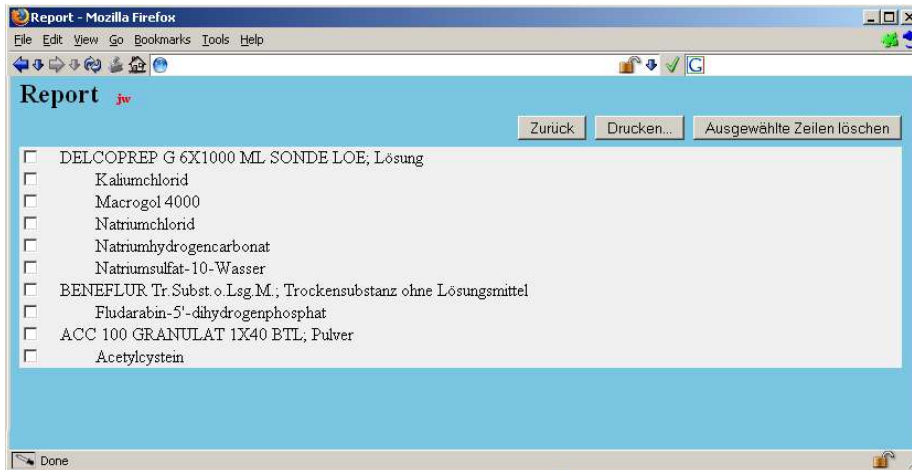 Report - Mozilla Firefox
File Edit View Go Bookmarks Tools Help
G
Report jw
Zurück Drucken... Ausgewählte Zeilen löschen
DELCOPREP G 6X1000 ML SONDE LOE; Lösung
Kaliumchlorid
Macrogol 4000
Natriumchlorid
Natriumhydrogencarbonat
Natriumsulfat-10-Wasser
BENEFLUR Tr.Subst.o.Lsg.M.; Trockensubstanz ohne Lösungsmittel
Fludarabin-5'-dihydrogenphosphat
ACC 100 GRANULAT 1X40 BTL; Pulver
Acetylcystein
Done